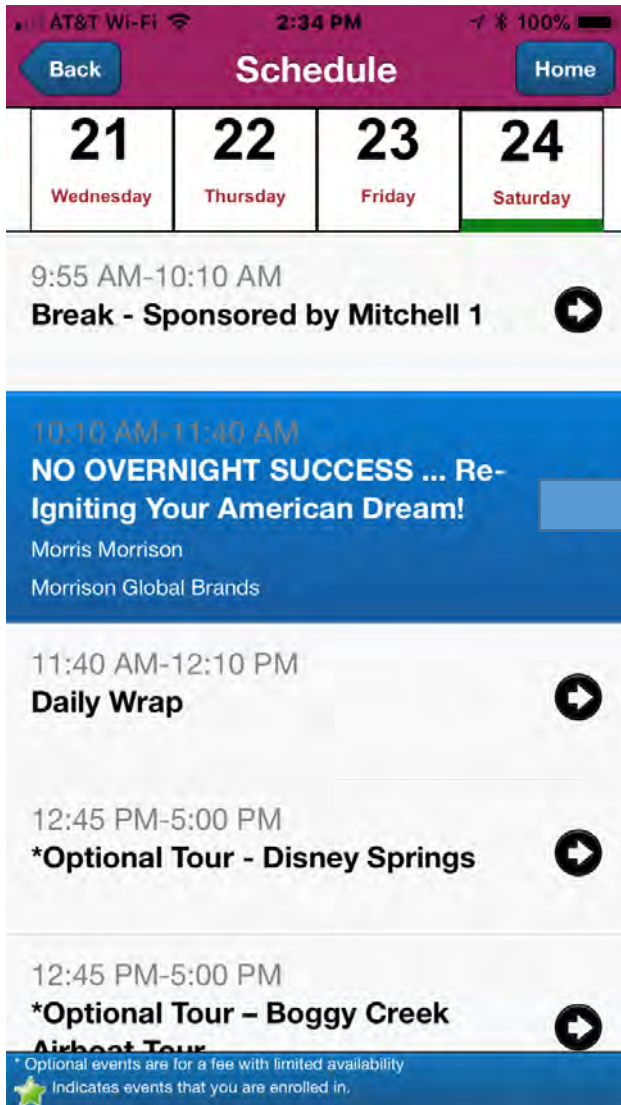 AT&T Wi-Fi 2:34 PM 100%
Back Schedule Home
21 22 23 24
Wednesday Thursday Friday Saturday
9:55 AM-10:10 AM
Break - Sponsored by Mitchell 1
10:10 AM-11:40 AM
NO OVERNIGHT SUCCESS ... Re-
Igniting Your American Dream!
Morris Morrison
Morrison Global Brands
11:40 AM-12:10 PM
Daily Wrap
12:45 PM-5:00 PM
*Optional Tour - Disney Springs
12:45 PM-5:00 PM
*Optional Tour – Boggy Creek
Airboat Tour
* Optional events are for a fee with limited availability
Indicates events that you are enrolled in.